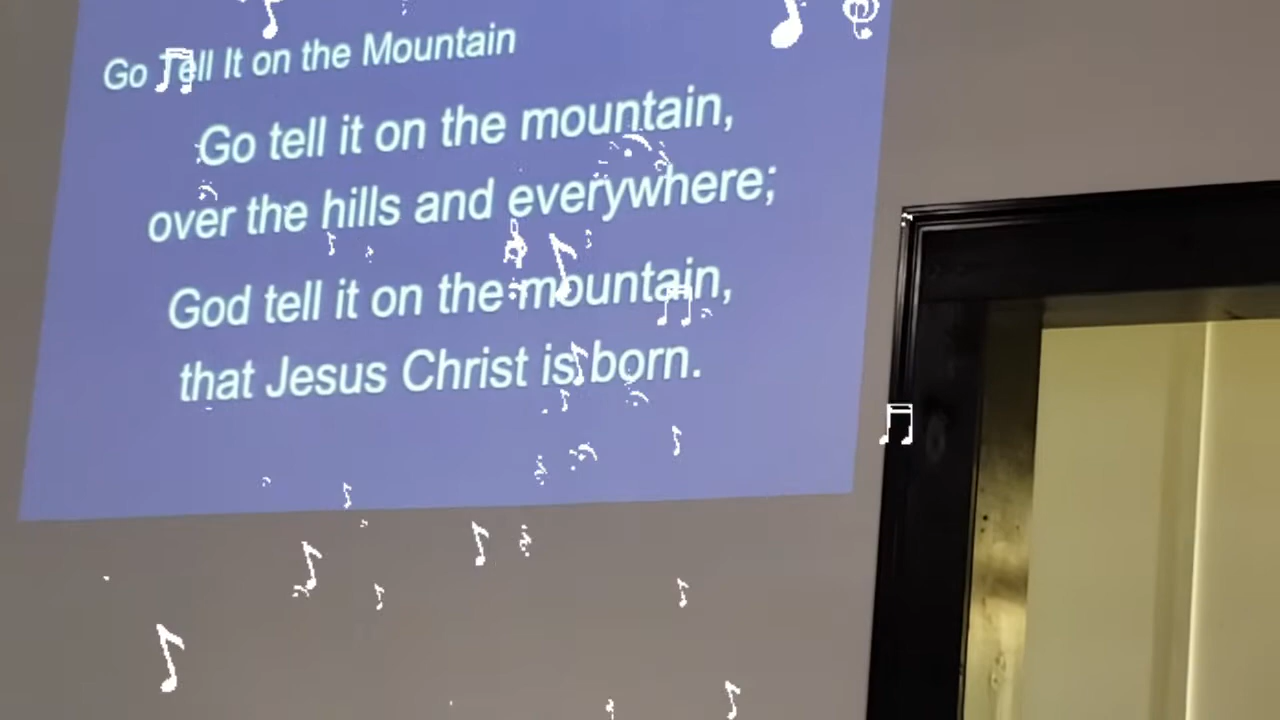 Go Tell It on the Mountain
Go tell it on the mountain,
over the hills and everywhere;
God tell it on the mountain,
that Jesus Christ is born.